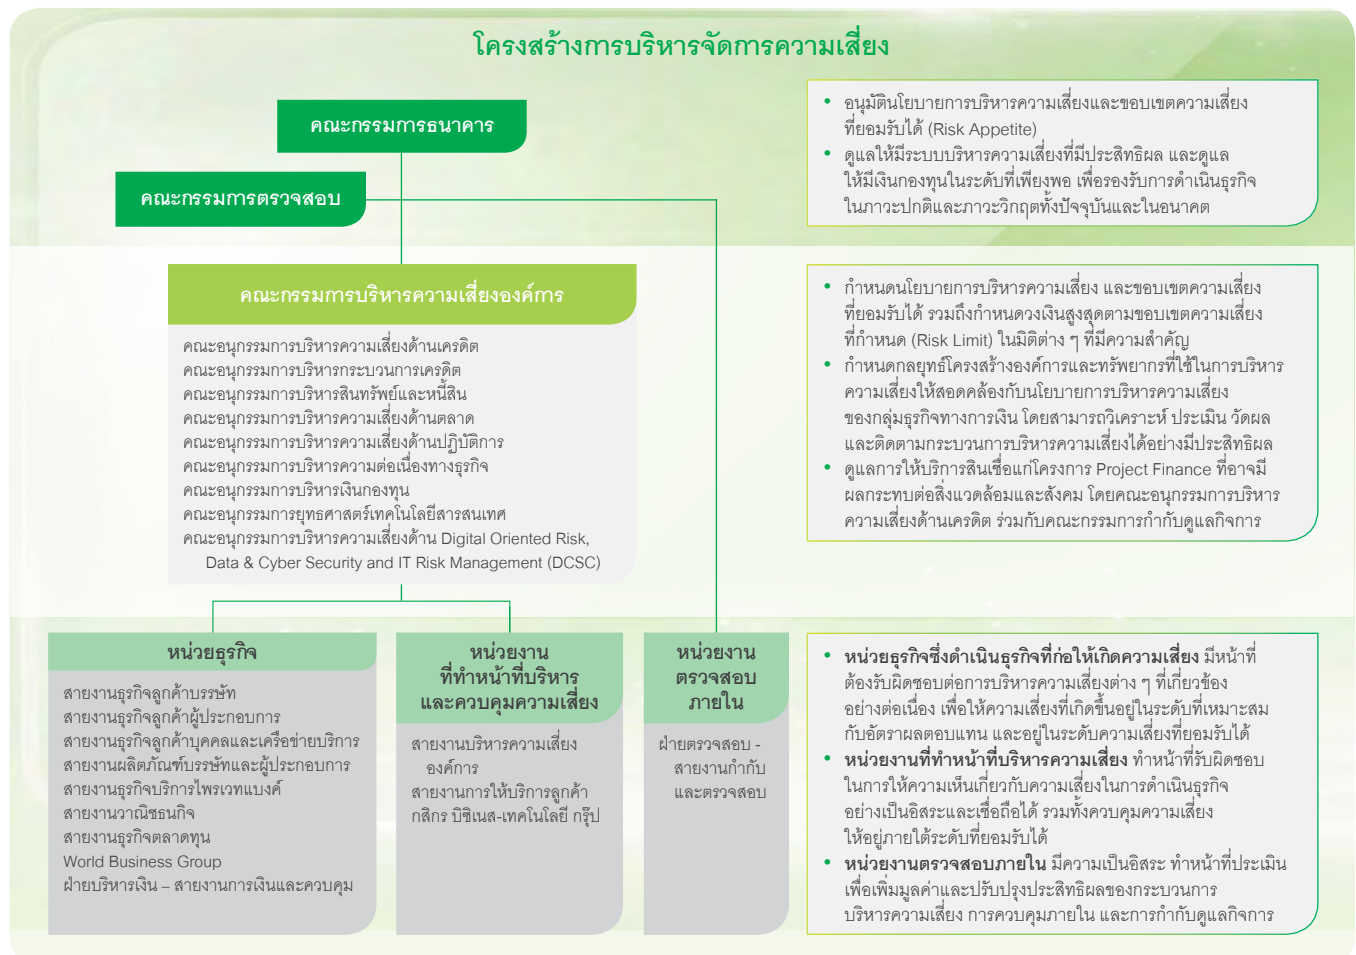 โครงสร้างการบริหารจัดการความเสี่ยง
คณะกรรมการธนาคาร
คณะกรรมการตรวจสอบ
• อนุมัตินโยบายการบริหารความเสี่ยงและขอบเขตความเสี่ยง
ที่ยอมรับได้ (Risk Appetite)
• ดูแลให้มีระบบบริหารความเสี่ยงที่มีประสิทธิผล และดูแล
ให้มีเงินกองทุนในระดับที่เพียงพอ เพื่อรองรับการดำเนินธุรกิจ
ในภาวะปกติและภาวะวิกฤตทั้งปัจจุบันและในอนาคต
คณะกรรมการบริหารความเสี่ยงองค์การ
คณะอนุกรรมการบริหารความเสี่ยงด้านเครดิต
คณะอนุกรรมการบริหารกระบวนการเครดิต
คณะอนุกรรมการบริหารสินทรัพย์และหนี้สิน
คณะอนุกรรมการบริหารความเสี่ยงด้านตลาด
คณะอนุกรรมการบริหารความเสี่ยงด้านปฏิบัติการ
คณะอนุกรรมการบริหารความต่อเนื่องทางธุรกิจ
คณะอนุกรรมการบริหารเงินกองทุน
คณะอนุกรรมการยุทธศาสตร์เทคโนโลยีสารสนเทศ
คณะอนุกรรมการบริหารความเสี่ยงด้าน Digital Oriented Risk,
Data & Cyber Security and IT Risk Management (DCSC)
• กำหนดนโยบายการบริหารความเสี่ยง และขอบเขตความเสี่ยง
ที่ยอมรับได้ รวมถึงกำหนดวงเงินสูงสุดตามขอบเขตความเสี่ยง
ที่กำหนด (Risk Limit) ในมิติต่าง ๆ ที่มีความสำคัญ
• กำหนดกลยุทธ์โครงสร้างองค์การและทรัพยากรที่ใช้ในการบริหาร
ความเสี่ยงให้สอดคล้องกับนโยบายการบริหารความเสี่ยง
ของกลุ่มธุรกิจทางการเงิน โดยสามารถวิเคราะห์ ประเมิน วัดผล
และติดตามกระบวนการบริหารความเสี่ยงได้อย่างมีประสิทธิผล
• ดูแลการให้บริการสินเชื่อแก่โครงการ Project Finance ที่อาจมี
ผลกระทบต่อสิ่งแวดล้อมและสังคม โดยคณะอนุกรรมการบริหาร
ความเสี่ยงด้านเครดิต ร่วมกับคณะกรรมการกำกับดูแลกิจการ
หน่วยธุรกิจ
สายงานธุรกิจลูกค้าบรรษัท
สายงานธุรกิจลูกค้าผู้ประกอบการ
สายงานธุรกิจลูกค้าบุคคลและเครือข่ายบริการ
สายงานผลิตภัณฑ์บรรษัทและผู้ประกอบการ
สายงานธุรกิจบริการไพรเวทแบงค์
สายงานวาณิชธนกิจ
สายงานธุรกิจตลาดทุน
World Business Group
ฝ่ายบริหารเงิน – สายงานการเงินและควบคุม
หน่วยงาน
ที่ทำหน้าที่บริหาร
และควบคุมความเสี่ยง
สายงานบริหารความเสี่ยง
องค์การ
สายงานการให้บริการลูกค้า
กสิกร บิซิเนส-เทคโนโลยี กรุ๊ป
หน่วยงาน
ตรวจสอบ
ภายใน
ฝ่ายตรวจสอบ -
สายงานกำกับ
และตรวจสอบ
• หน่วยธุรกิจซึ่งดำเนินธุรกิจที่ก่อให้เกิดความเสี่ยง มีหน้าที่
ต้องรับผิดชอบต่อการบริหารความเสี่ยงต่าง ๆ ที่เกี่ยวข้อง
อย่างต่อเนื่อง เพื่อให้ความเสี่ยงที่เกิดขึ้นอยู่ในระดับที่เหมาะสม
กับอัตราผลตอบแทน และอยู่ในระดับความเสี่ยงที่ยอมรับได้
• หน่วยงานที่ทำหน้าที่บริหารความเสี่ยง ทำหน้าที่รับผิดชอบ
ในการให้ความเห็นเกี่ยวกับความเสี่ยงในการดำเนินธุรกิจ
อย่างเป็นอิสระและเชื่อถือได้ รวมทั้งควบคุมความเสี่ยง
ให้อยู่ภายใต้ระดับที่ยอมรับได้
• หน่วยงานตรวจสอบภายใน มีความเป็นอิสระ ทำหน้าที่ประเมิน
เพื่อเพิ่มมูลค่าและปรับปรุงประสิทธิผลของกระบวนการ
บริหารความเสี่ยง การควบคุมภายใน และการกำกับดูแลกิจการ